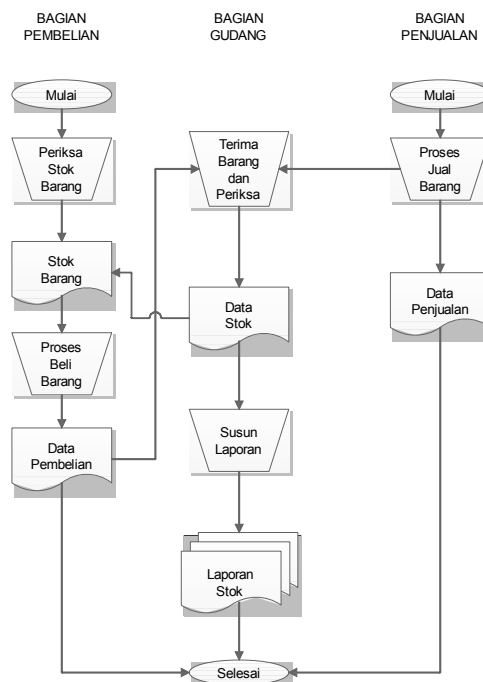 BAGIAN
PEMBELIAN
BAGIAN
GUDANG
BAGIAN
PENJUALAN
Mulai
Periksa
Stok
Barang
Stok
Barang
Proses
Beli
Barang
Data
Pembelian
Terima
Barang
dan
Periksa
Data
Stok
Susun
Laporan
Laporan
Stok
Selesai
Mulai
Proses
Jual
Barang
Data
Penjualan